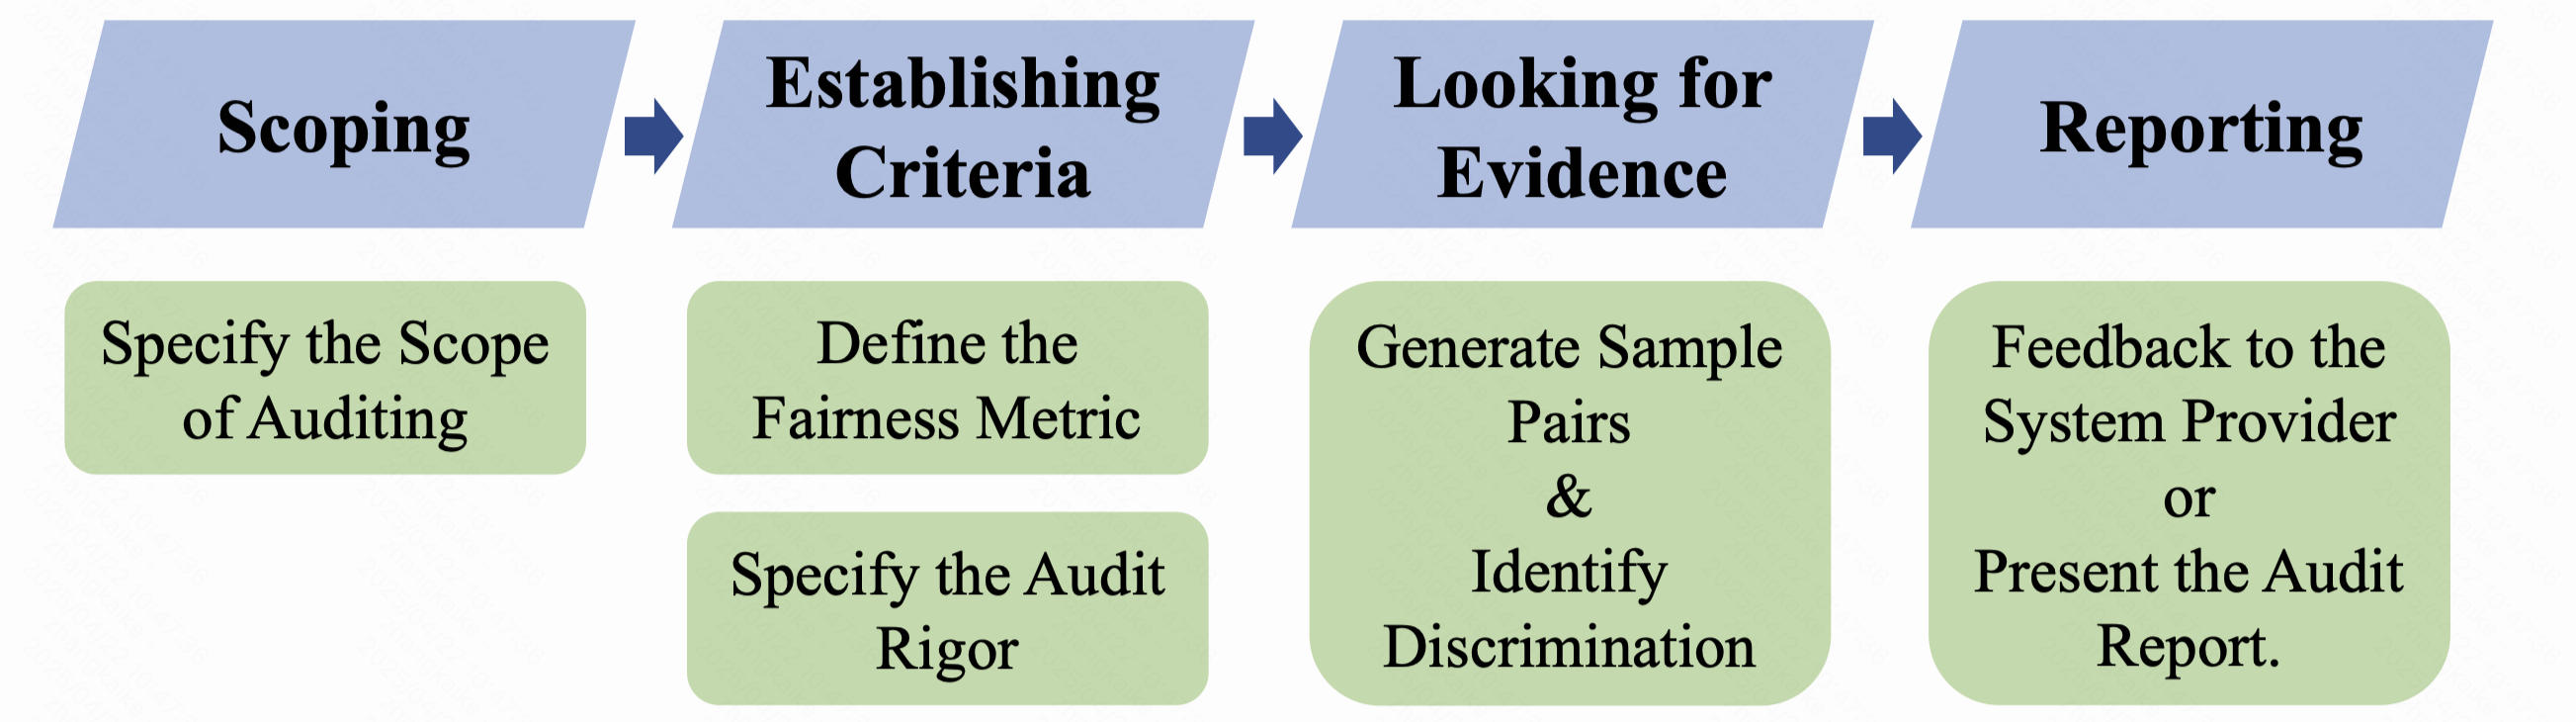 Scoping
Establishing
Criteria
Looking for
Evidence
Reporting
Specify the Scope
of Auditing
Define the
Fairness Metric
Specify the Audit
Rigor
Generate Sample
Pairs
&
Identify
Discrimination
Feedback to the
System Provider
or
Present the Audit
Report.